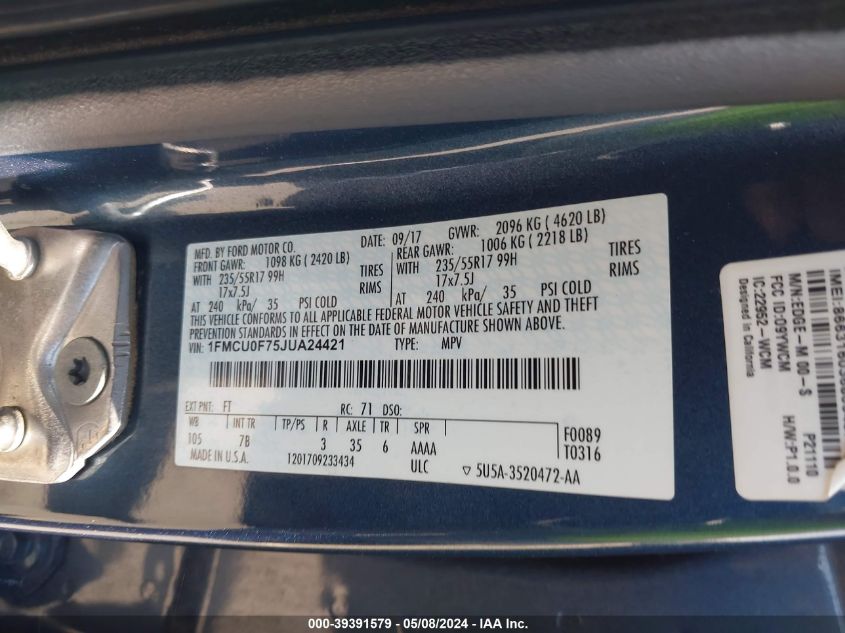 MFD. BY FORD MOTOR CO.
DATE: 09/17 GVWR: 2096 KG ( 4620 LB)
FRONT GAWR: 1098 KG ( 2420 LB)
REAR GAWR: 1006 KG ( 2218 LB)
WITH 235/55R17 99H TIRES
17x7.5J RIMS
AT 240 kPa/ 35 PSI COLD
WITH 235/55R17 99H TIRES
17x7.5J RIMS
AT 240 kPa/ 35 PSI COLD
THIS VEHICLE CONFORMS TO ALL APPLICABLE FEDERAL MOTOR VEHICLE SAFETY AND THEFT
PREVENTION STANDARDS IN EFFECT ON THE DATE OF MANUFACTURE SHOWN ABOVE.
VIN: 1FMCU0F75JUA24421 TYPE: MPV
EXT PNT: FT RC: 71 DSO:
WB INT TR TP/PS R AXLE TR SPR
105 7B 3 35 6 AAAA
F0089
T0316
MADE IN U.S.A. 1201709233434 ULC ▽ 5U5A-3520472-AA
M/N:EDGE-M 00-S P21110
FCC ID:O9YWCM
IC:22952-WCM H/W:P1.0.0
Designed in California
000-39391579 — 05/08/2024 — IAA, Inc.